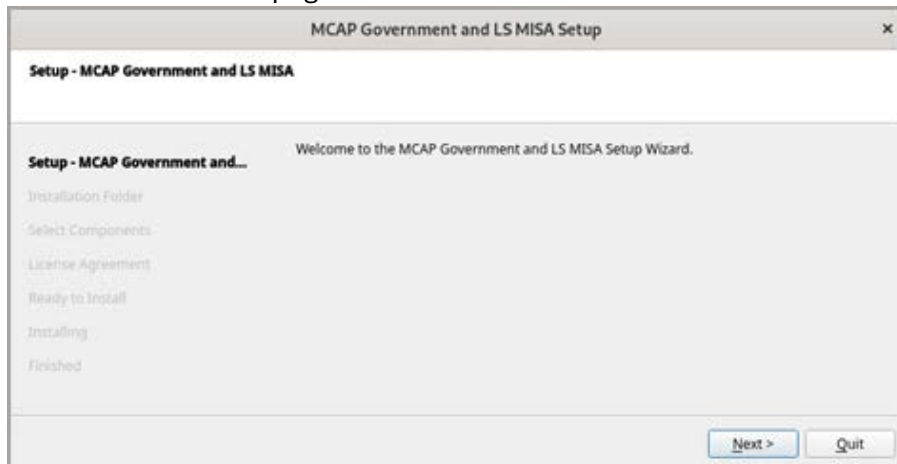 MCAP Government and LS MISA Setup
×
Setup - MCAP Government and LS MISA
Setup - MCAP Government and...
Welcome to the MCAP Government and LS MISA Setup Wizard.
Installation Folder
Select Components
License Agreement
Ready to Install
Installing
Finished
Next >
Quit